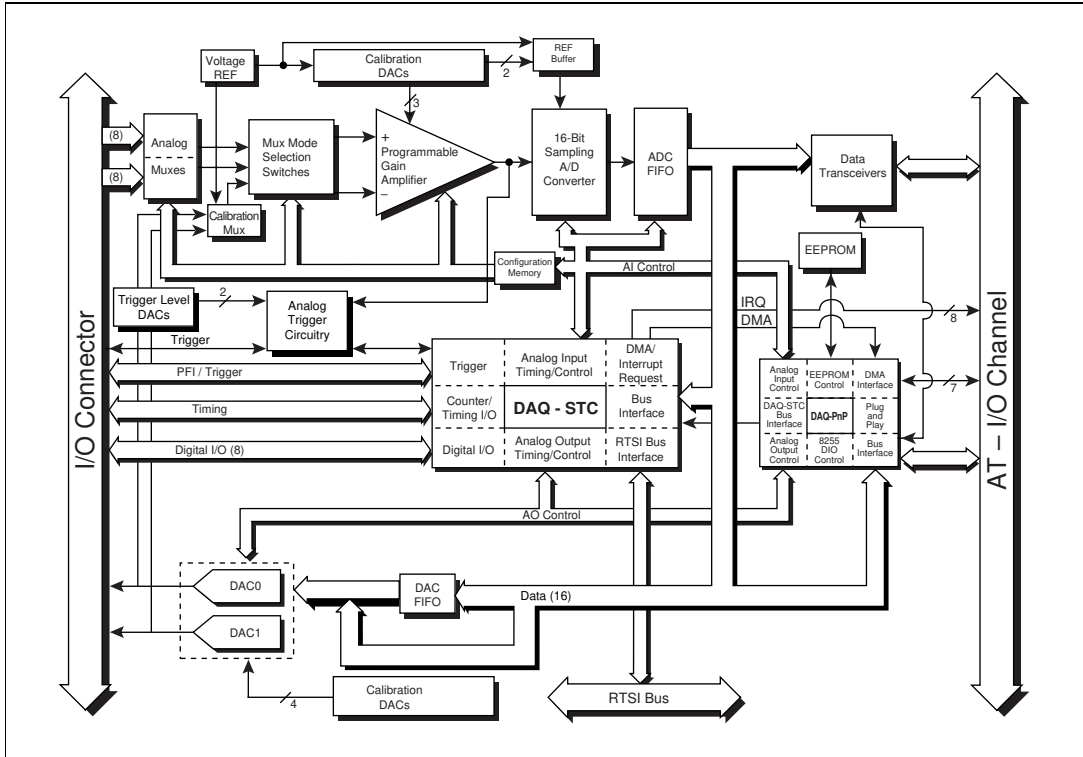 Voltage
REF
Calibration
DACs
2
3
REF
Buffer
(8)
(8)
Analog
Muxes
Mux Mode
Selection
Switches
+
Programmable
Gain
Amplifier
–
16-Bit
Sampling
A/D
Converter
ADC
FIFO
Data
Transceivers
Calibration
Mux
EEPROM
Configuration
Memory
AI Control
Trigger Level
DACs
2
Analog
Trigger
Circuitry
IRQ
DMA
8
Trigger
PFI / Trigger
Timing
Digital I/O (8)
I/O Connector
AT – I/O Channel
Trigger
Analog Input
Timing/Control
DMA/
Interrupt
Request
Counter/
Timing I/O
DAQ - STC
Bus
Interface
Digital I/O
Analog Output
Timing/Control
RTSI Bus
Interface
Analog
Input
Control
EEPROM
Control
DMA
Interface
7
DAQ-STC
Bus
Interface
DAQ-PnP
Plug
and
Play
Analog
Output
Control
8255
DIO
Control
Bus
Interface
AO Control
DAC0
DAC1
DAC
FIFO
Data (16)
4
Calibration
DACs
RTSI Bus